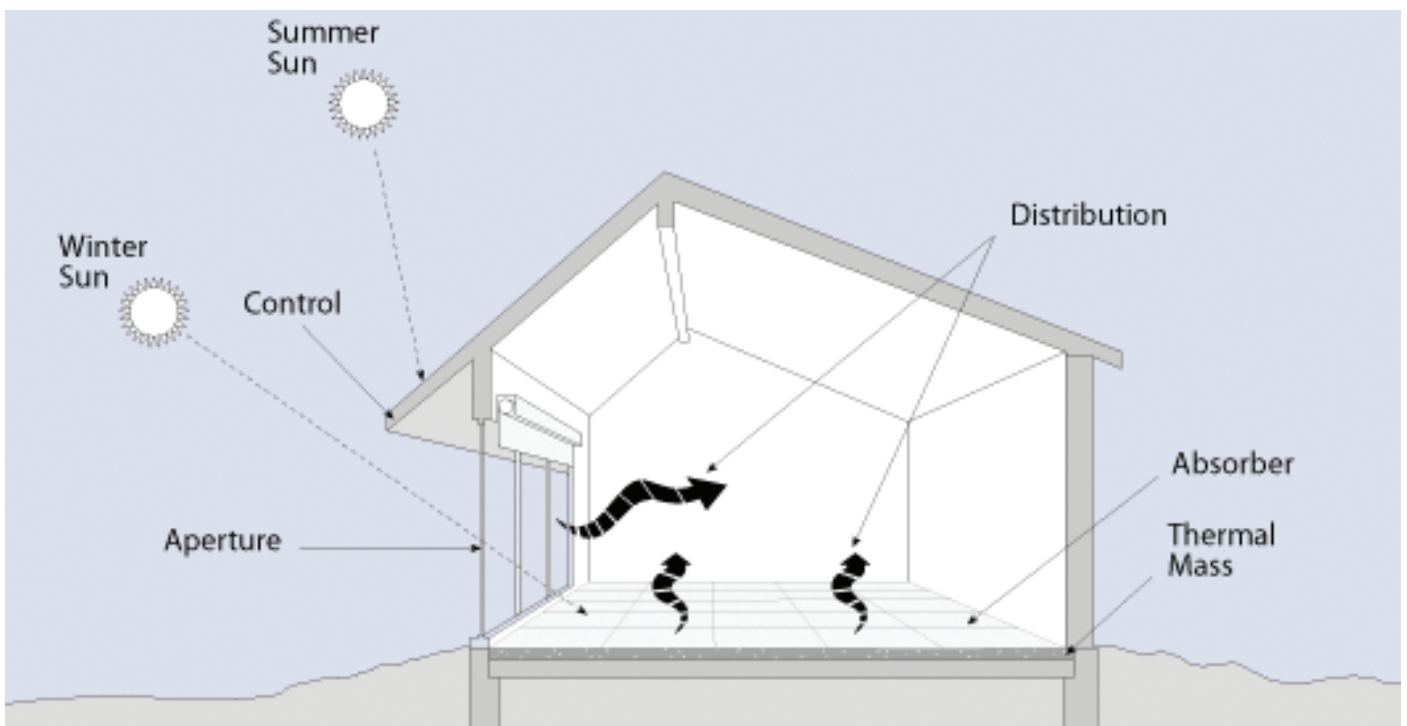 Summer
Sun
Winter
Sun
Control
Distribution
Aperture
Absorber
Thermal
Mass